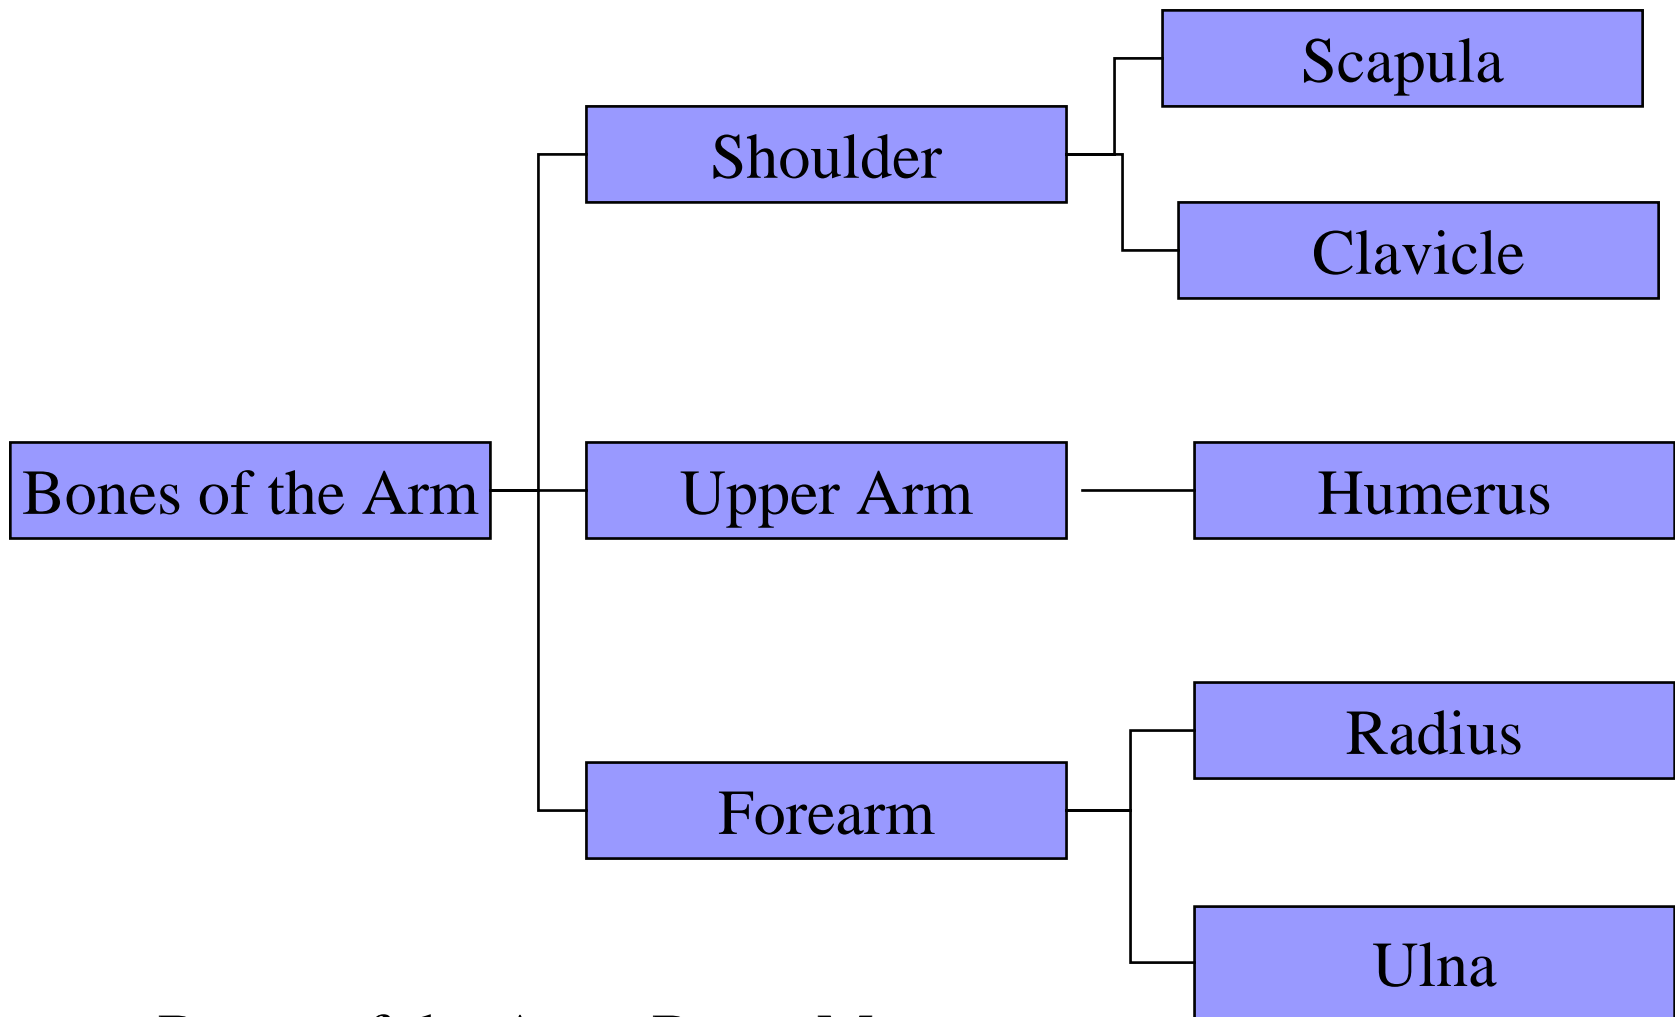 Scapula
Shoulder
Clavicle
Bones of the Arm
Upper Arm
Humerus
Radius
Forearm
Ulna